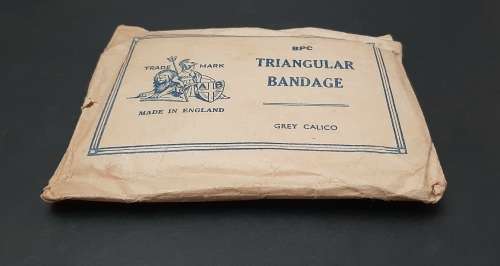 TRADE MARK
MADE IN ENGLAND
BPC
TRIANGULAR
BANDAGE
GREY CALICO